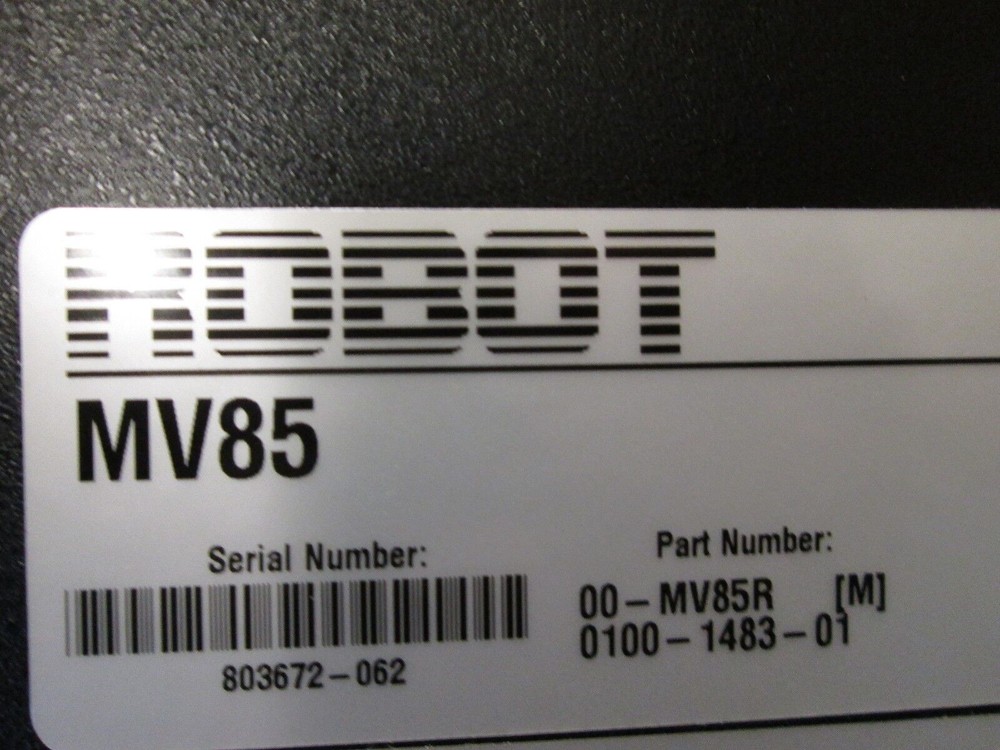 ROBOT
MV85
Serial Number:
803672-062
Part Number:
00-MV85R [M]
0100-1483-01